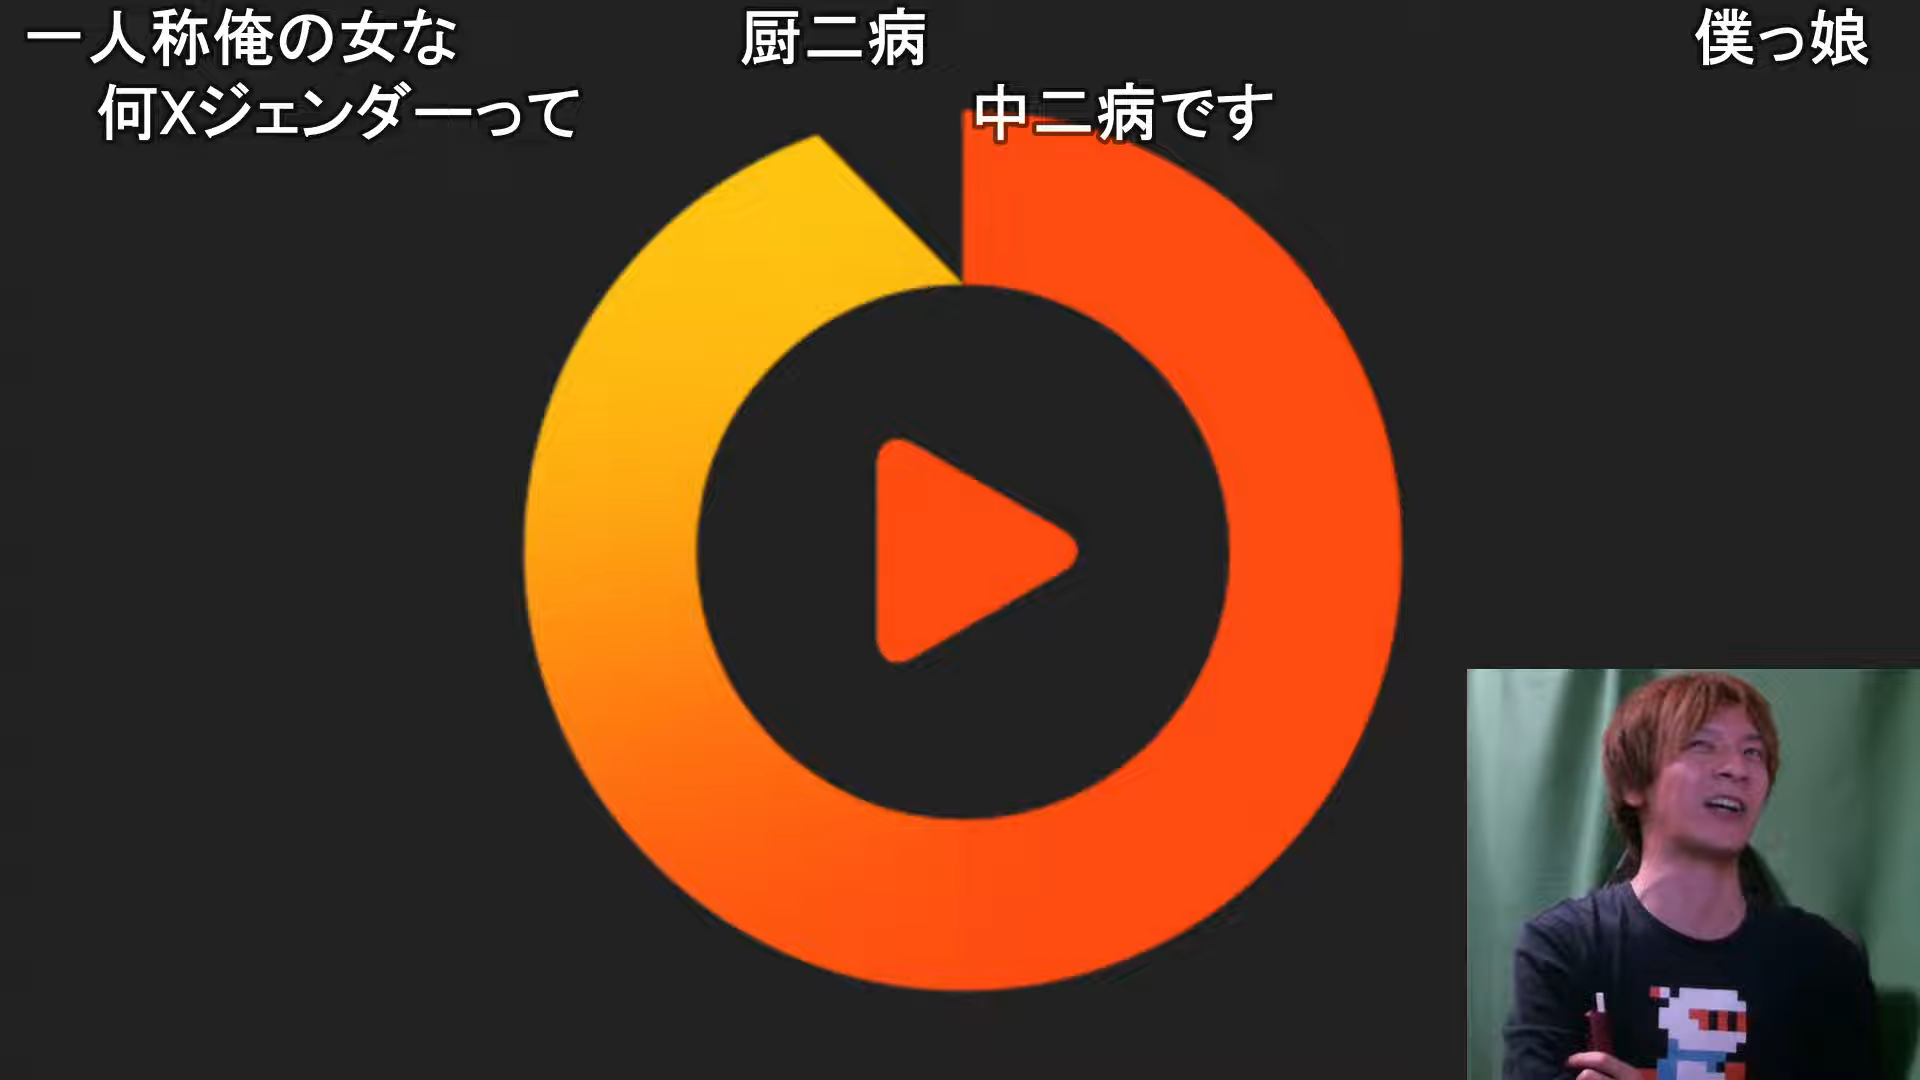 一人称俺の女な
厨二病
僕っ娘
何Xジェンダーって
中二病です